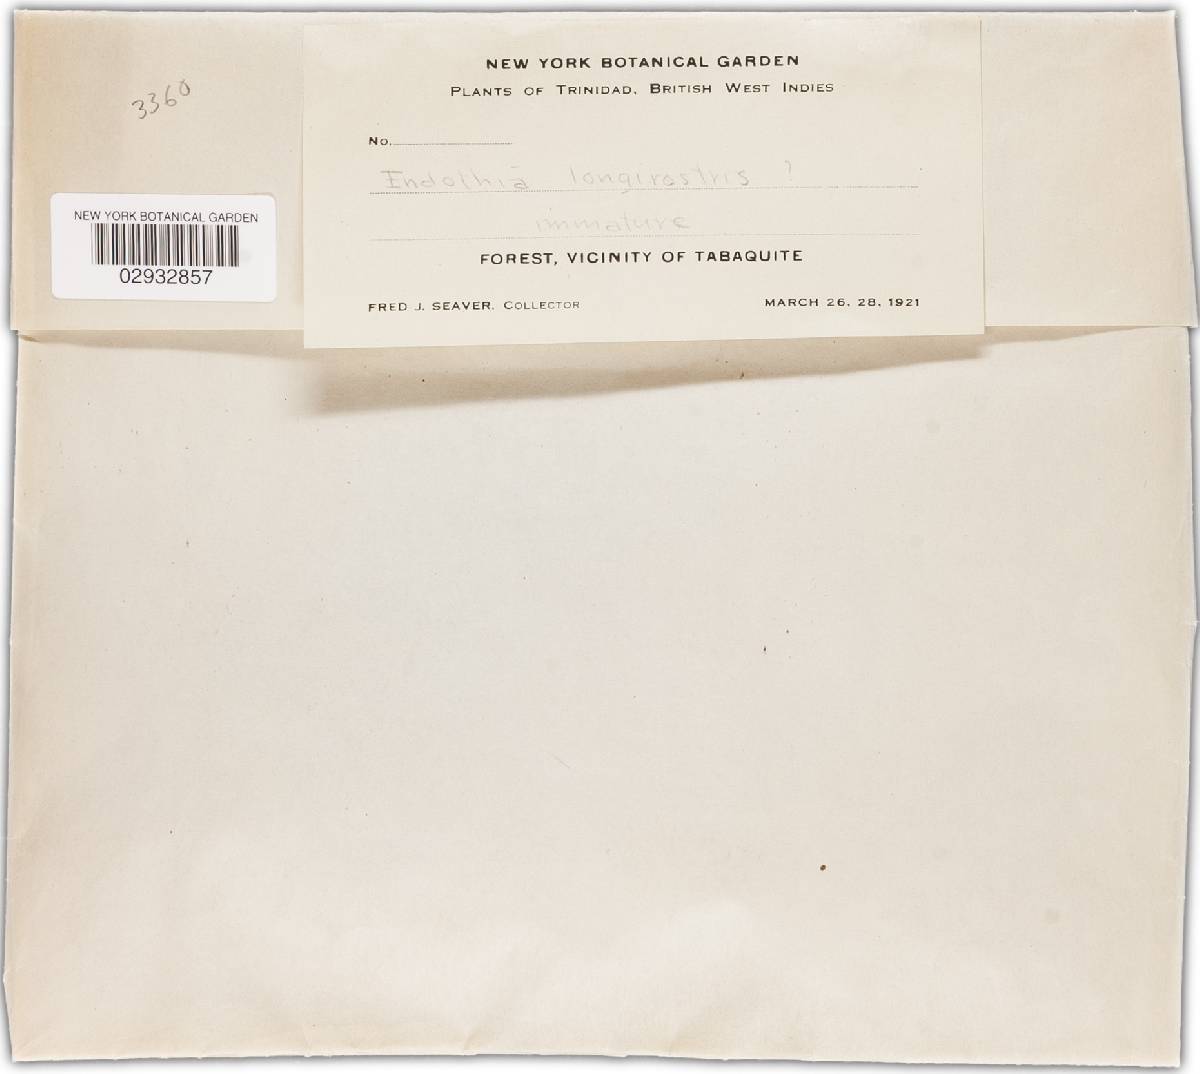 3360
NEW YORK BOTANICAL GARDEN
PLANTS OF TRINIDAD, BRITISH WEST INDIES
No.
Endothia longirostris ?
immature
FOREST, VICINITY OF TABAQUITE
FRED J. SEAVER, COLLECTOR MARCH 26, 28, 1921
NEW YORK BOTANICAL GARDEN
02932857